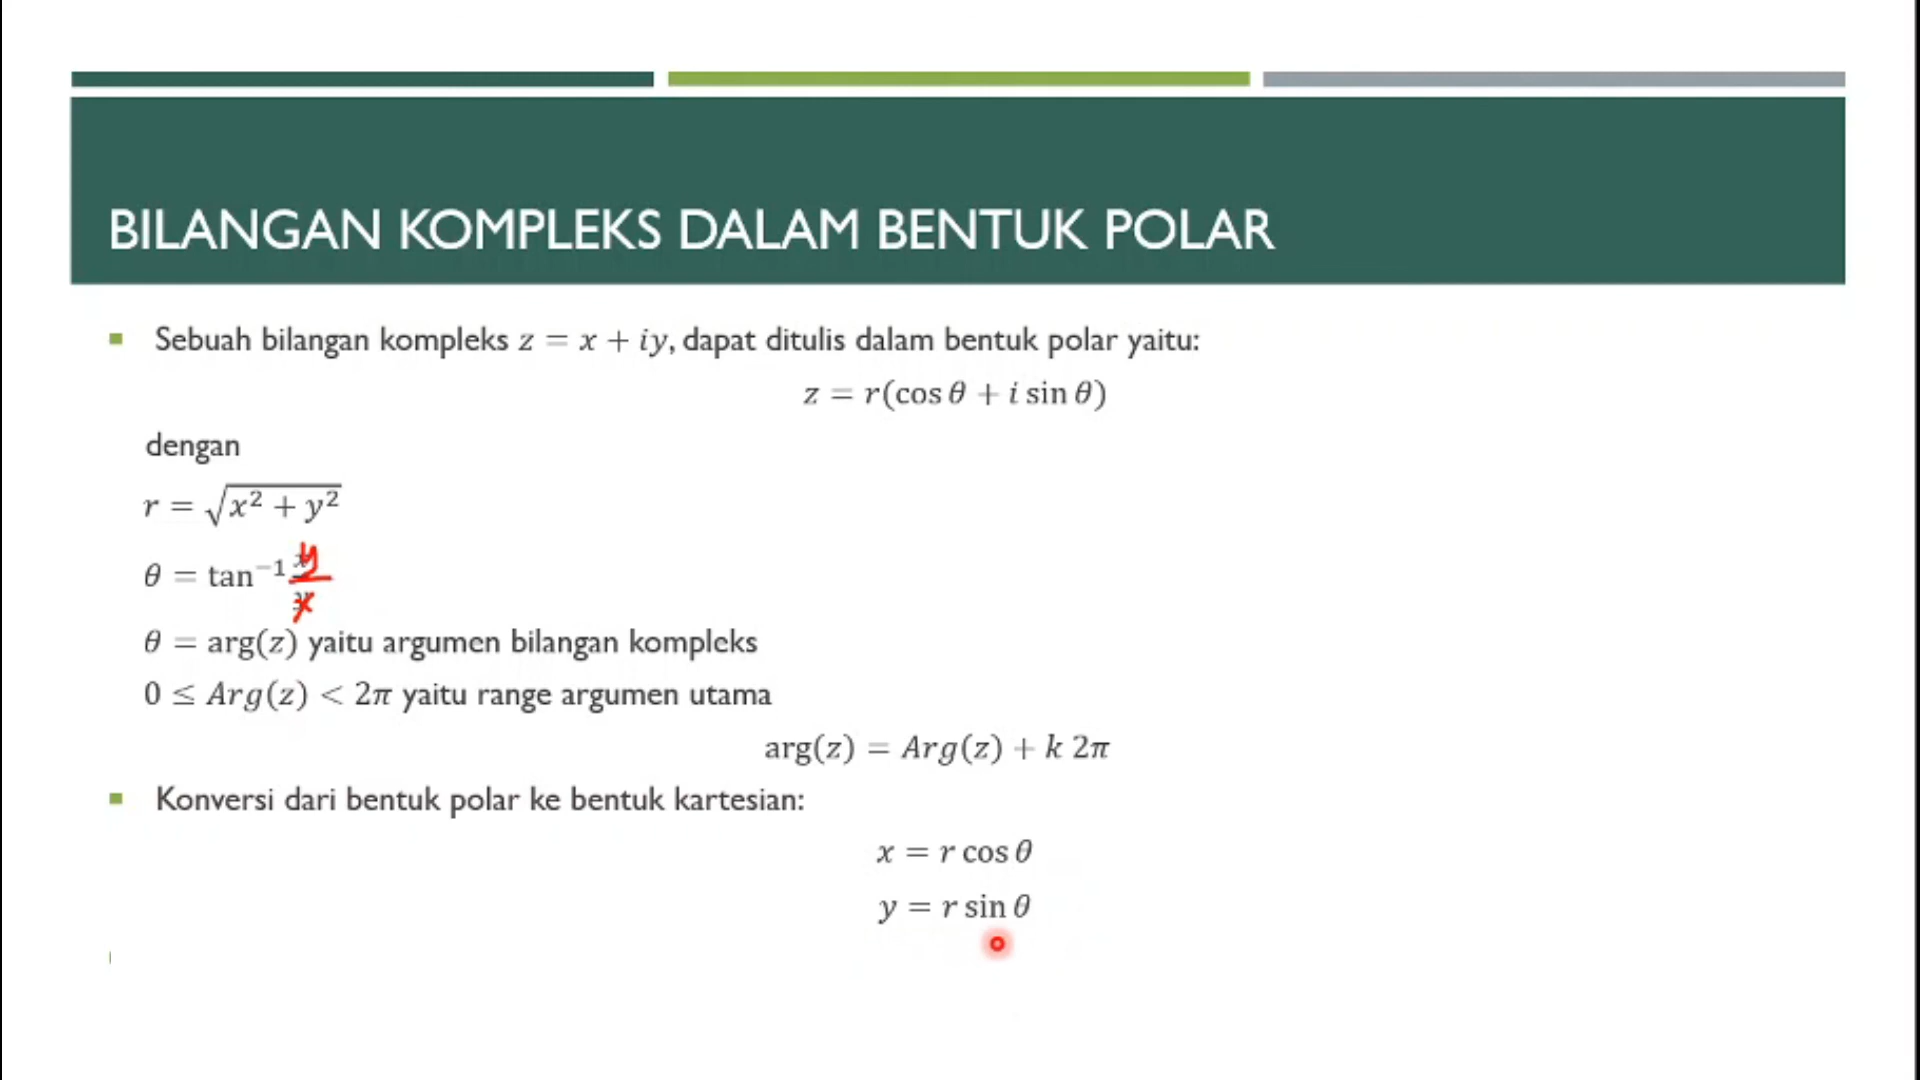 BILANGAN KOMPLEKS DALAM BENTUK POLAR
Sebuah bilangan kompleks z = x + iy, dapat ditulis dalam bentuk polar yaitu:
z = r(cos θ + i sin θ)
dengan
r = √(x² + y²)
θ = tan⁻¹ y/x
θ = arg(z) yaitu argumen bilangan kompleks
0 ≤ Arg(z) < 2π yaitu range argumen utama
arg(z) = Arg(z) + k 2π
Konversi dari bentuk polar ke bentuk kartesian:
x = r cos θ
y = r sin θ